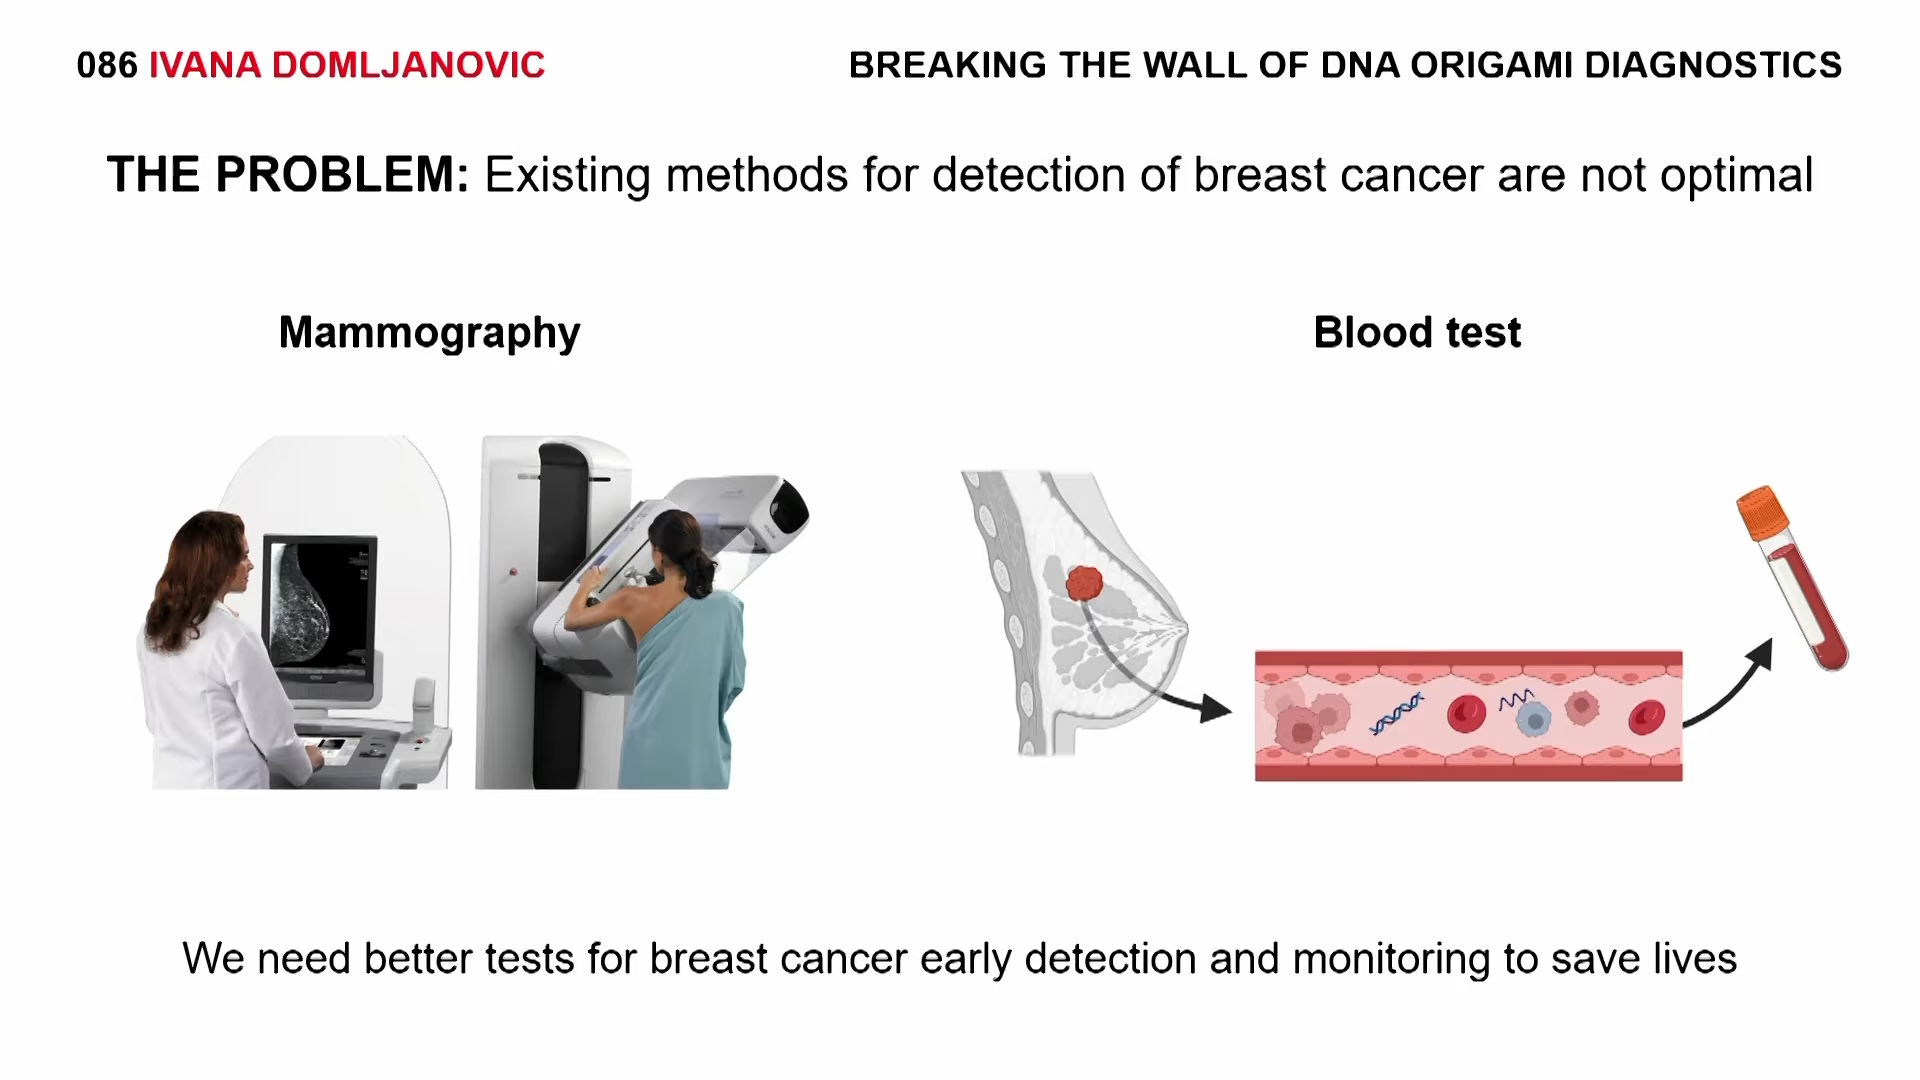 086 IVANA DOMLJANOVIC
BREAKING THE WALL OF DNA ORIGAMI DIAGNOSTICS
THE PROBLEM: Existing methods for detection of breast cancer are not optimal
Mammography
Blood test
We need better tests for breast cancer early detection and monitoring to save lives